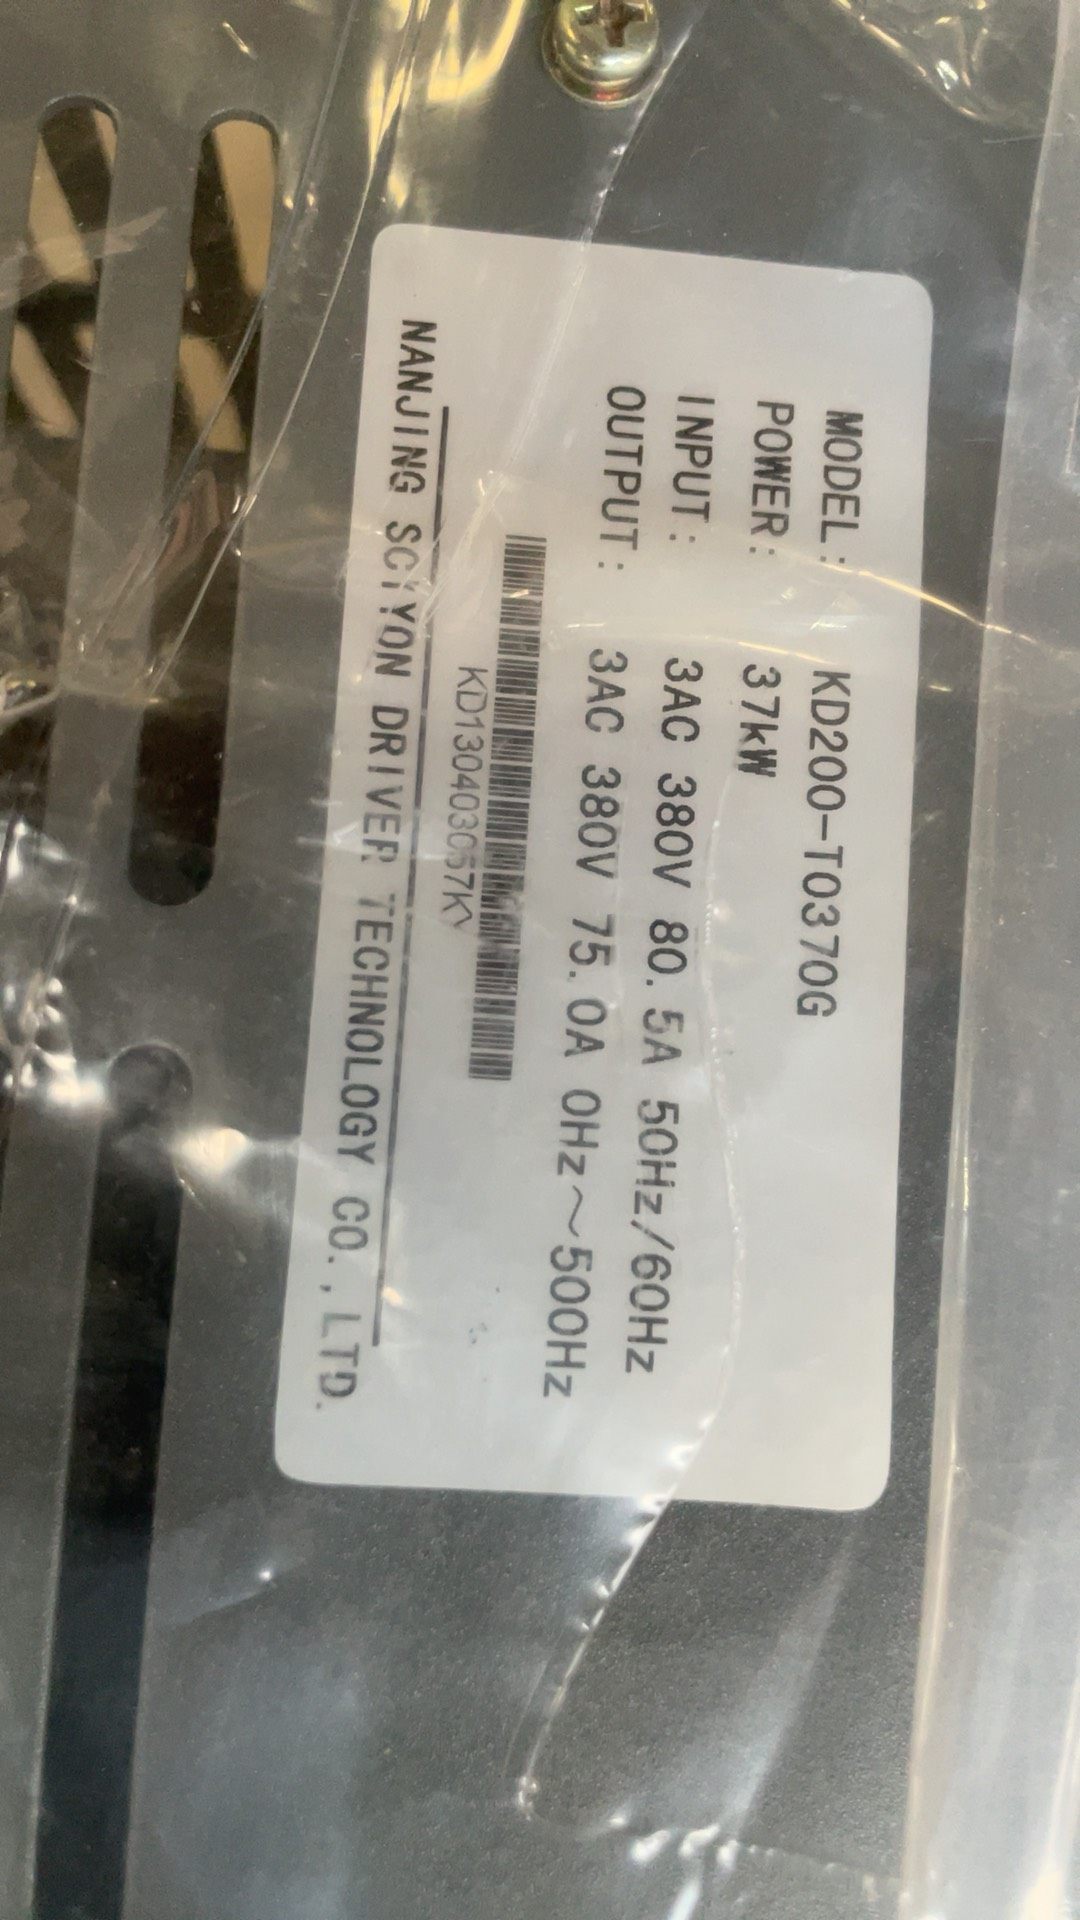 MODEL: KD200-T0370G
POWER: 37kW
INPUT: 3AC 380V 80.5A 50Hz/60Hz
OUTPUT: 3AC 380V 75.0A 0Hz~500Hz
NANJING SCIYON DRIVER TECHNOLOGY CO.,LTD.